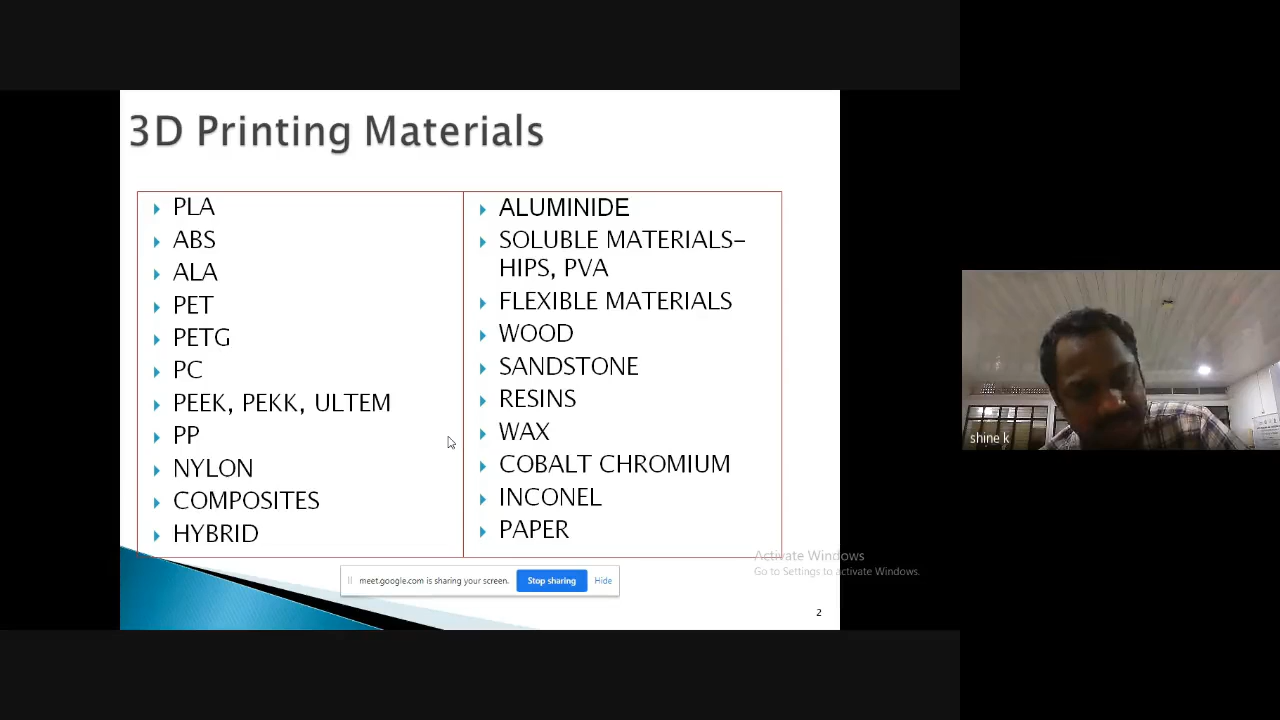 3D Printing Materials
PLA
ABS
ALA
PET
PETG
PC
PEEK, PEKK, ULTEM
PP
NYLON
COMPOSITES
HYBRID
ALUMINIDE
SOLUBLE MATERIALS–
HIPS, PVA
FLEXIBLE MATERIALS
WOOD
SANDSTONE
RESINS
WAX
COBALT CHROMIUM
INCONEL
PAPER
meet.google.com is sharing your screen. Stop sharing Hide
Activate Windows
Go to Settings to activate Windows.
2
shine k